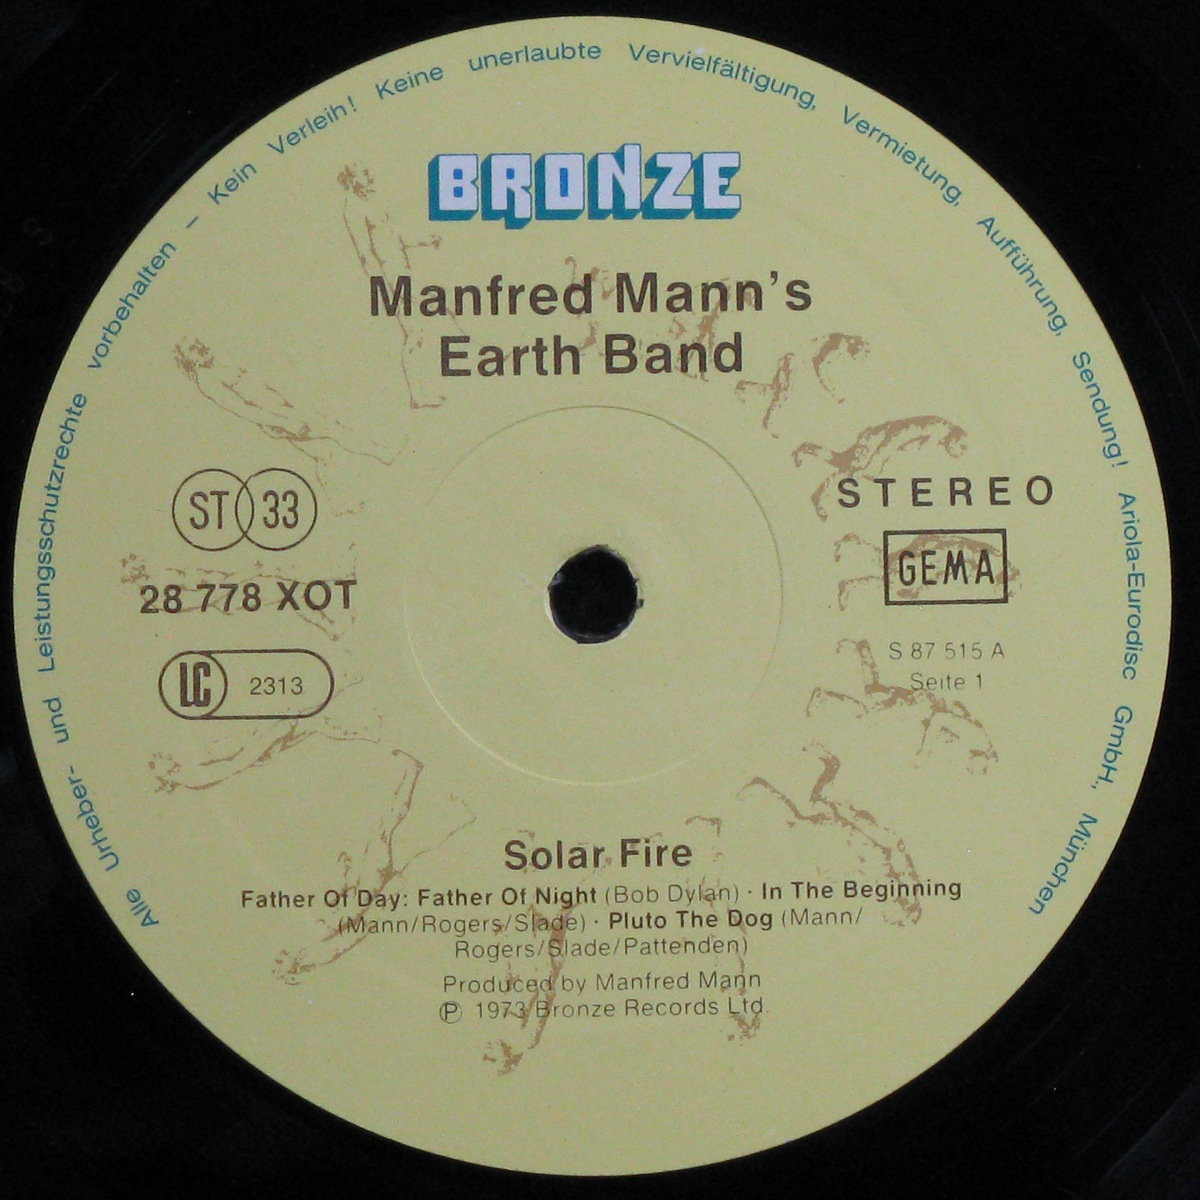 Alle Urheber- und Leistungsschutzrechte vorbehalten – Kein Verleih! Keine unerlaubte Vervielfältigung, Vermietung, Aufführung, Sendung! Ariola-Eurodisc GmbH., München
BRONZE
Manfred Mann's
Earth Band
ST 33
STEREO
GEMA
28 778 XOT
LC 2313
S 87 515 A
Seite 1
Solar Fire
Father Of Day: Father Of Night (Bob Dylan) · In The Beginning
(Mann/Rogers/Slade) · Pluto The Dog (Mann/
Rogers/Slade/Pattenden)
Produced by Manfred Mann
℗ 1973 Bronze Records Ltd.